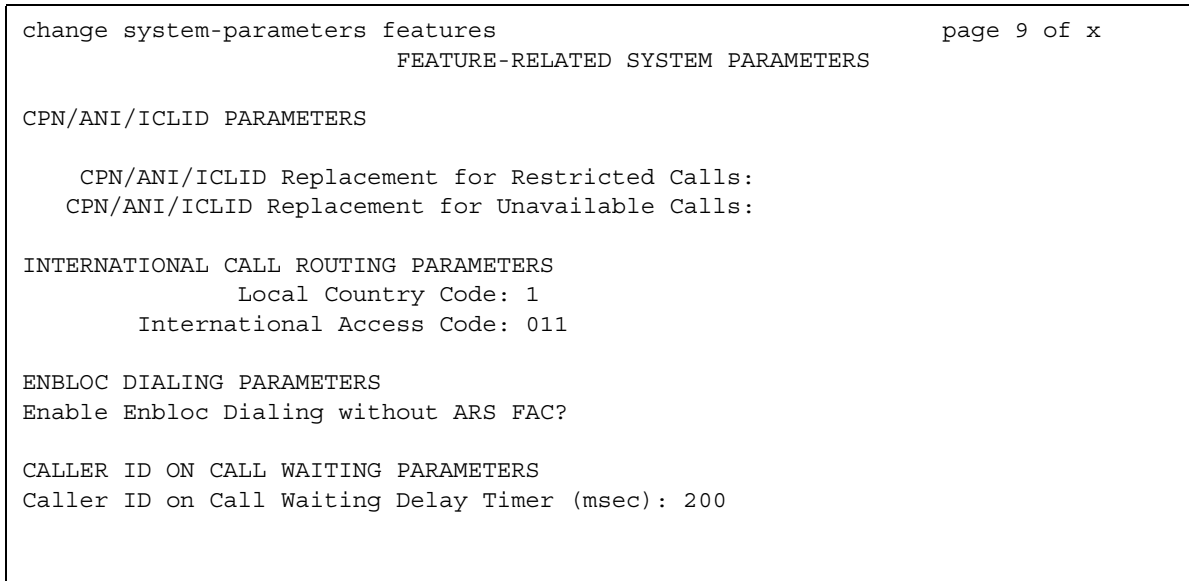 change system-parameters features page 9 of x
FEATURE-RELATED SYSTEM PARAMETERS
CPN/ANI/ICLID PARAMETERS
CPN/ANI/ICLID Replacement for Restricted Calls:
CPN/ANI/ICLID Replacement for Unavailable Calls:
INTERNATIONAL CALL ROUTING PARAMETERS
Local Country Code: 1
International Access Code: 011
ENBLOC DIALING PARAMETERS
Enable Enbloc Dialing without ARS FAC?
CALLER ID ON CALL WAITING PARAMETERS
Caller ID on Call Waiting Delay Timer (msec): 200